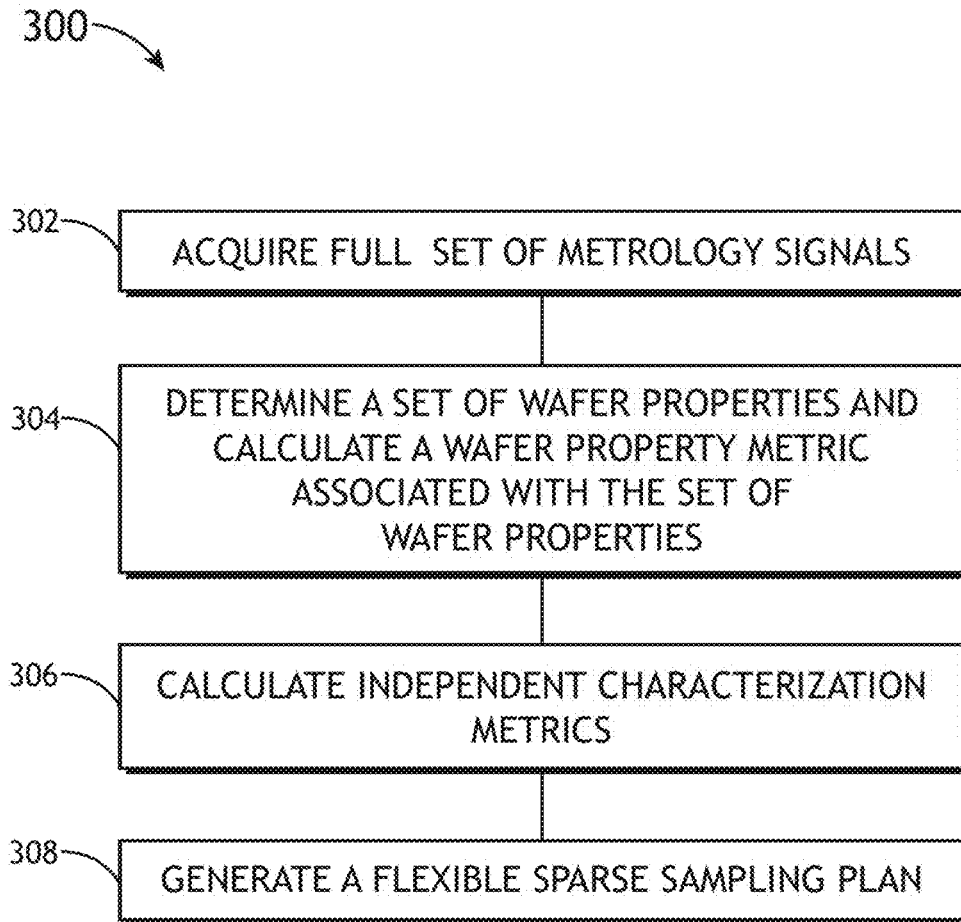 300
302
ACQUIRE FULL SET OF METROLOGY SIGNALS
304
DETERMINE A SET OF WAFER PROPERTIES AND
CALCULATE A WAFER PROPERTY METRIC
ASSOCIATED WITH THE SET OF
WAFER PROPERTIES
306
CALCULATE INDEPENDENT CHARACTERIZATION
METRICS
308
GENERATE A FLEXIBLE SPARSE SAMPLING PLAN